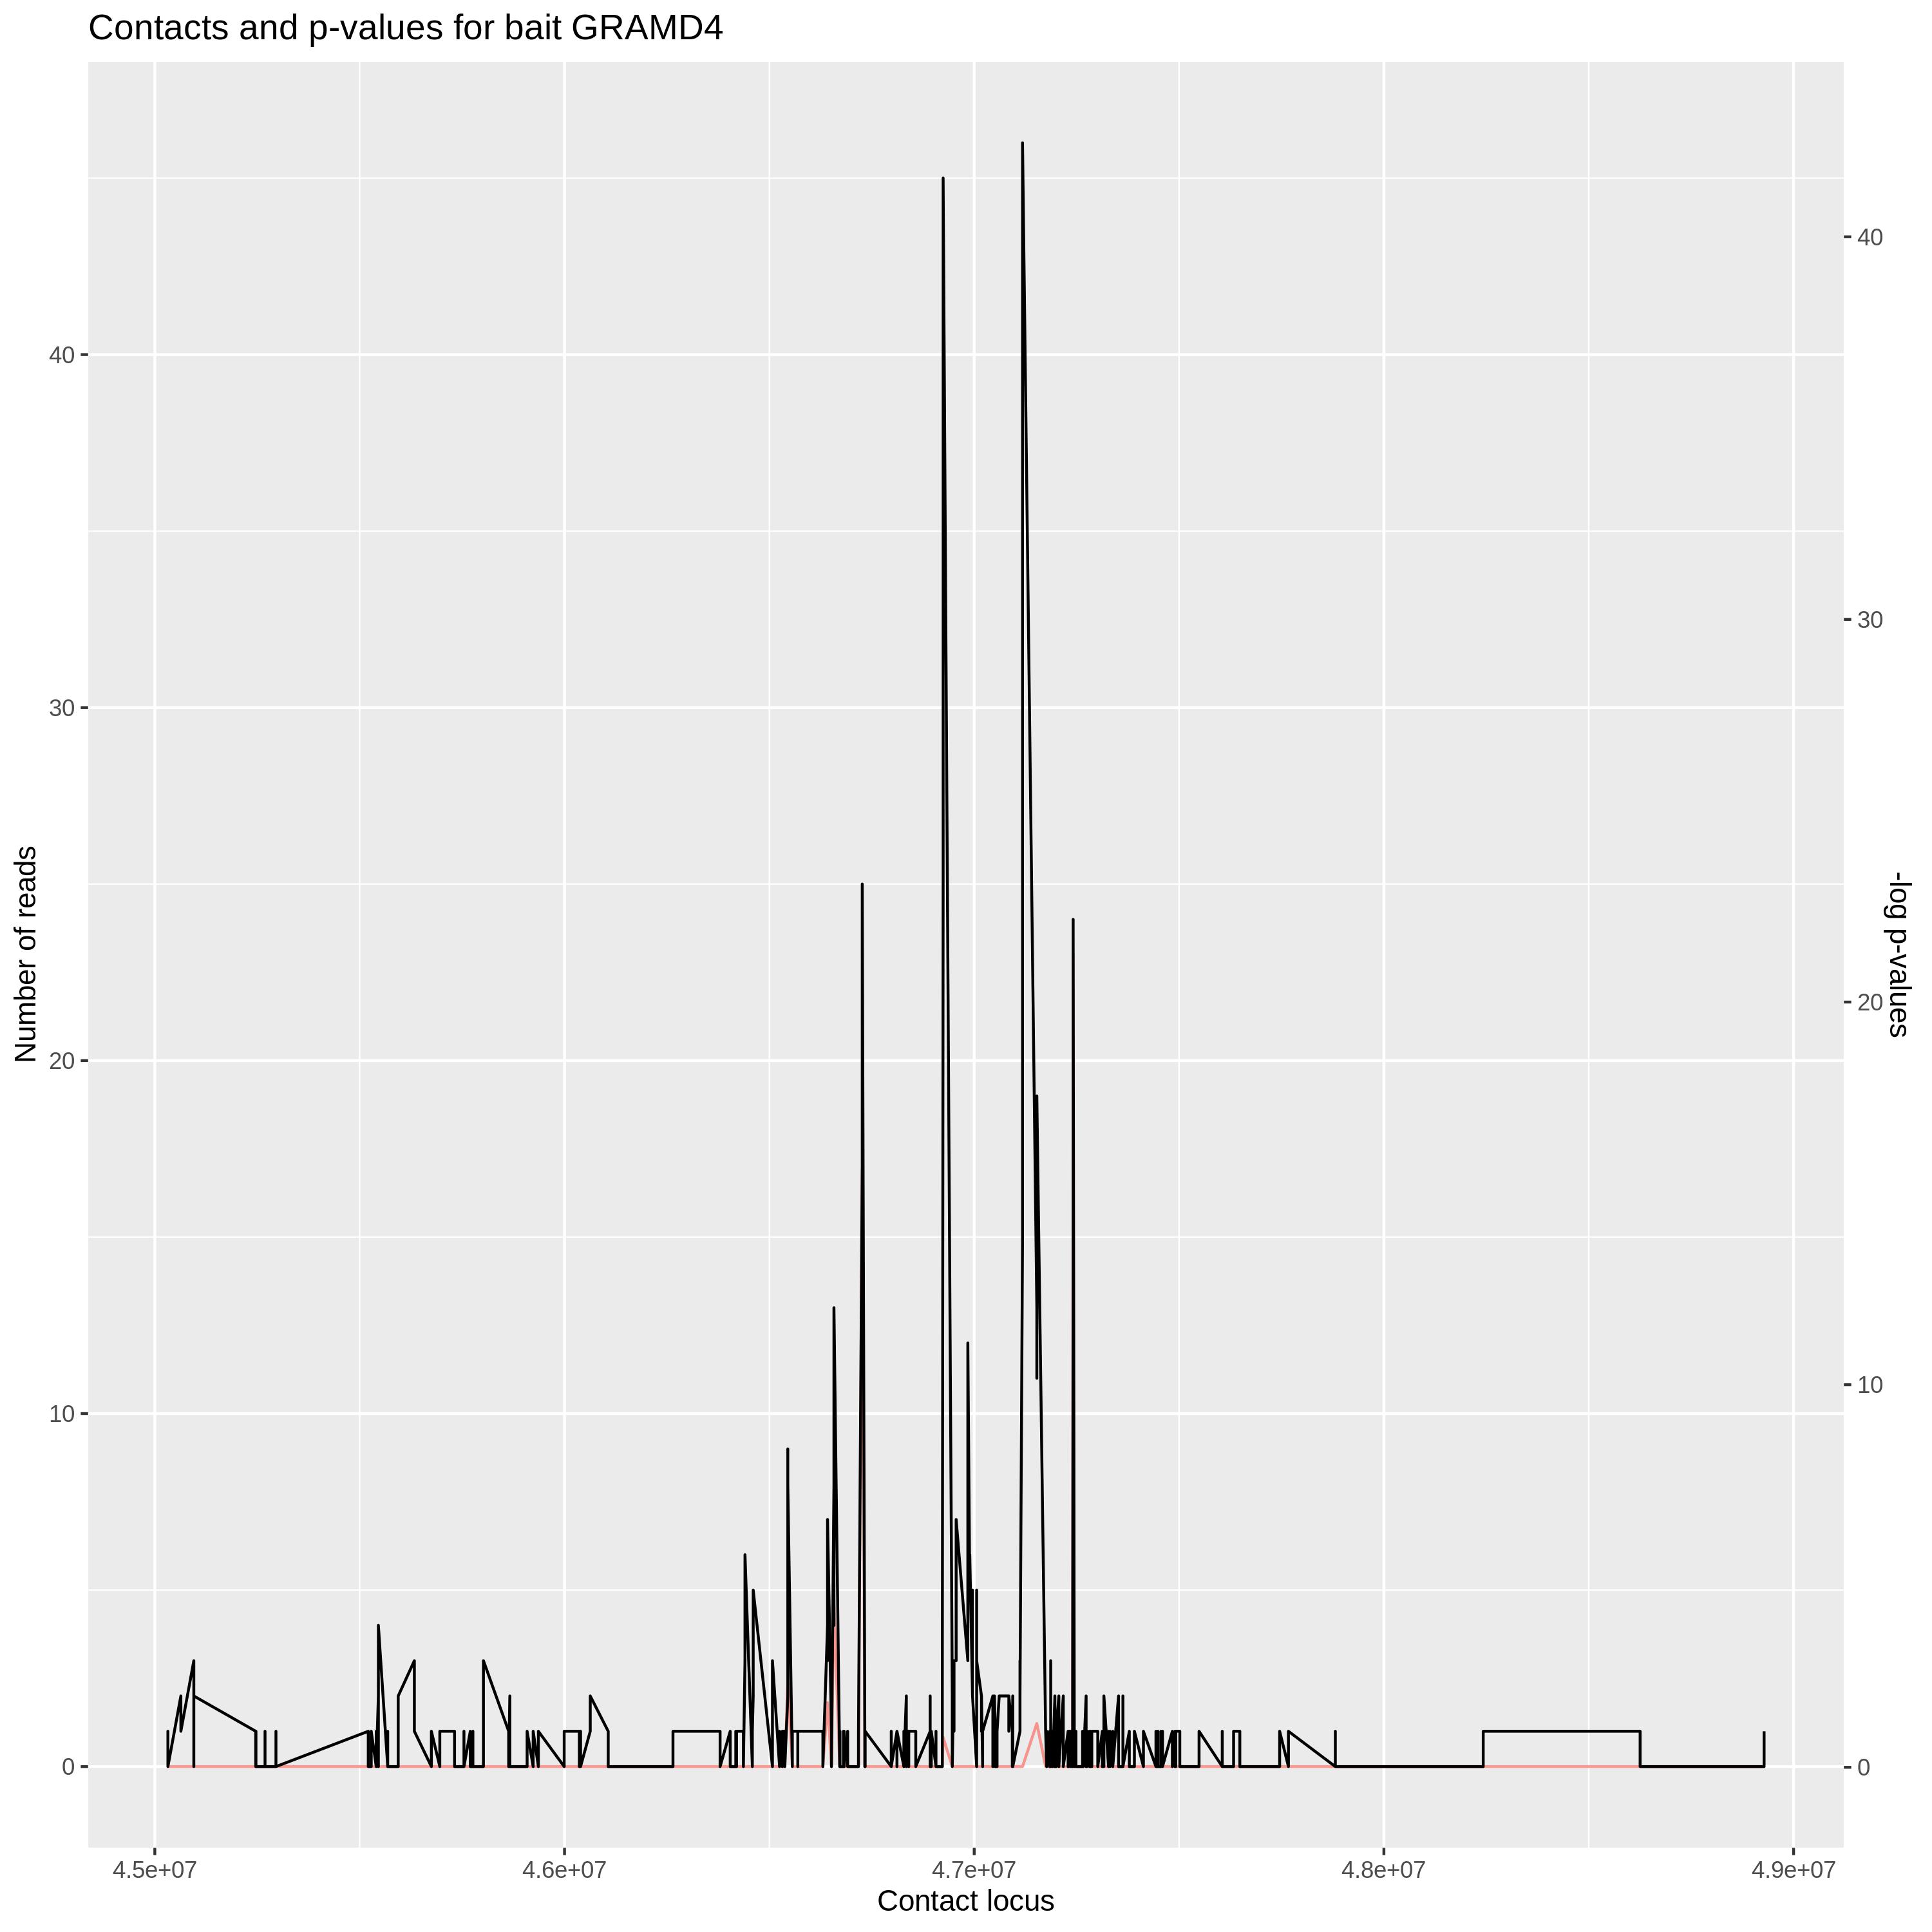 Contacts and p-values for bait GRAMD4
Number of reads
40
30
20
10
0
40
30
20
10
0
-log p-values
4.5e+07 4.6e+07 4.7e+07 4.8e+07 4.9e+07
Contact locus